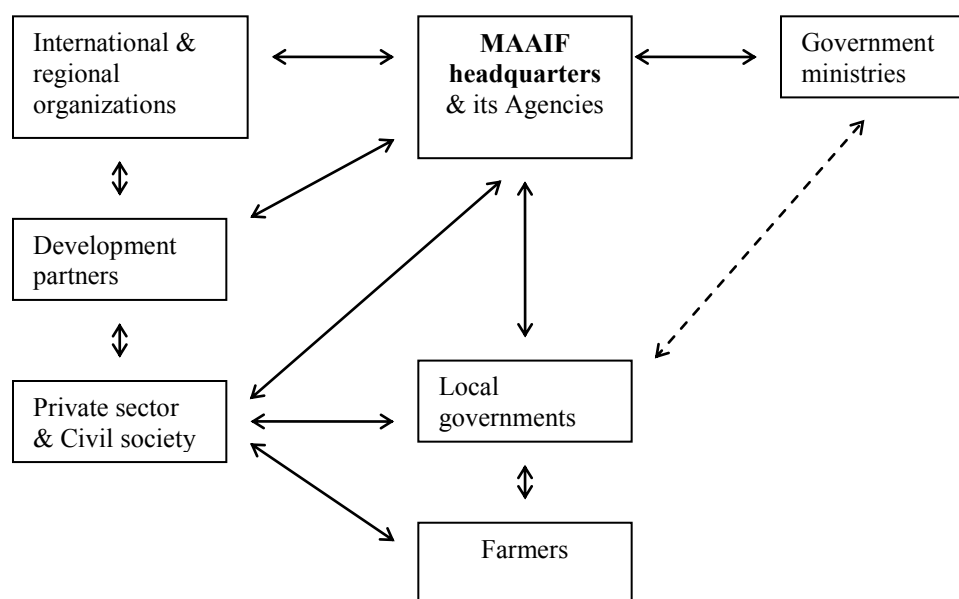 International &
regional
organizations
MAAIF
headquarters
& its Agencies
Government
ministries
Development
partners
Private sector
& Civil society
Local
governments
Farmers